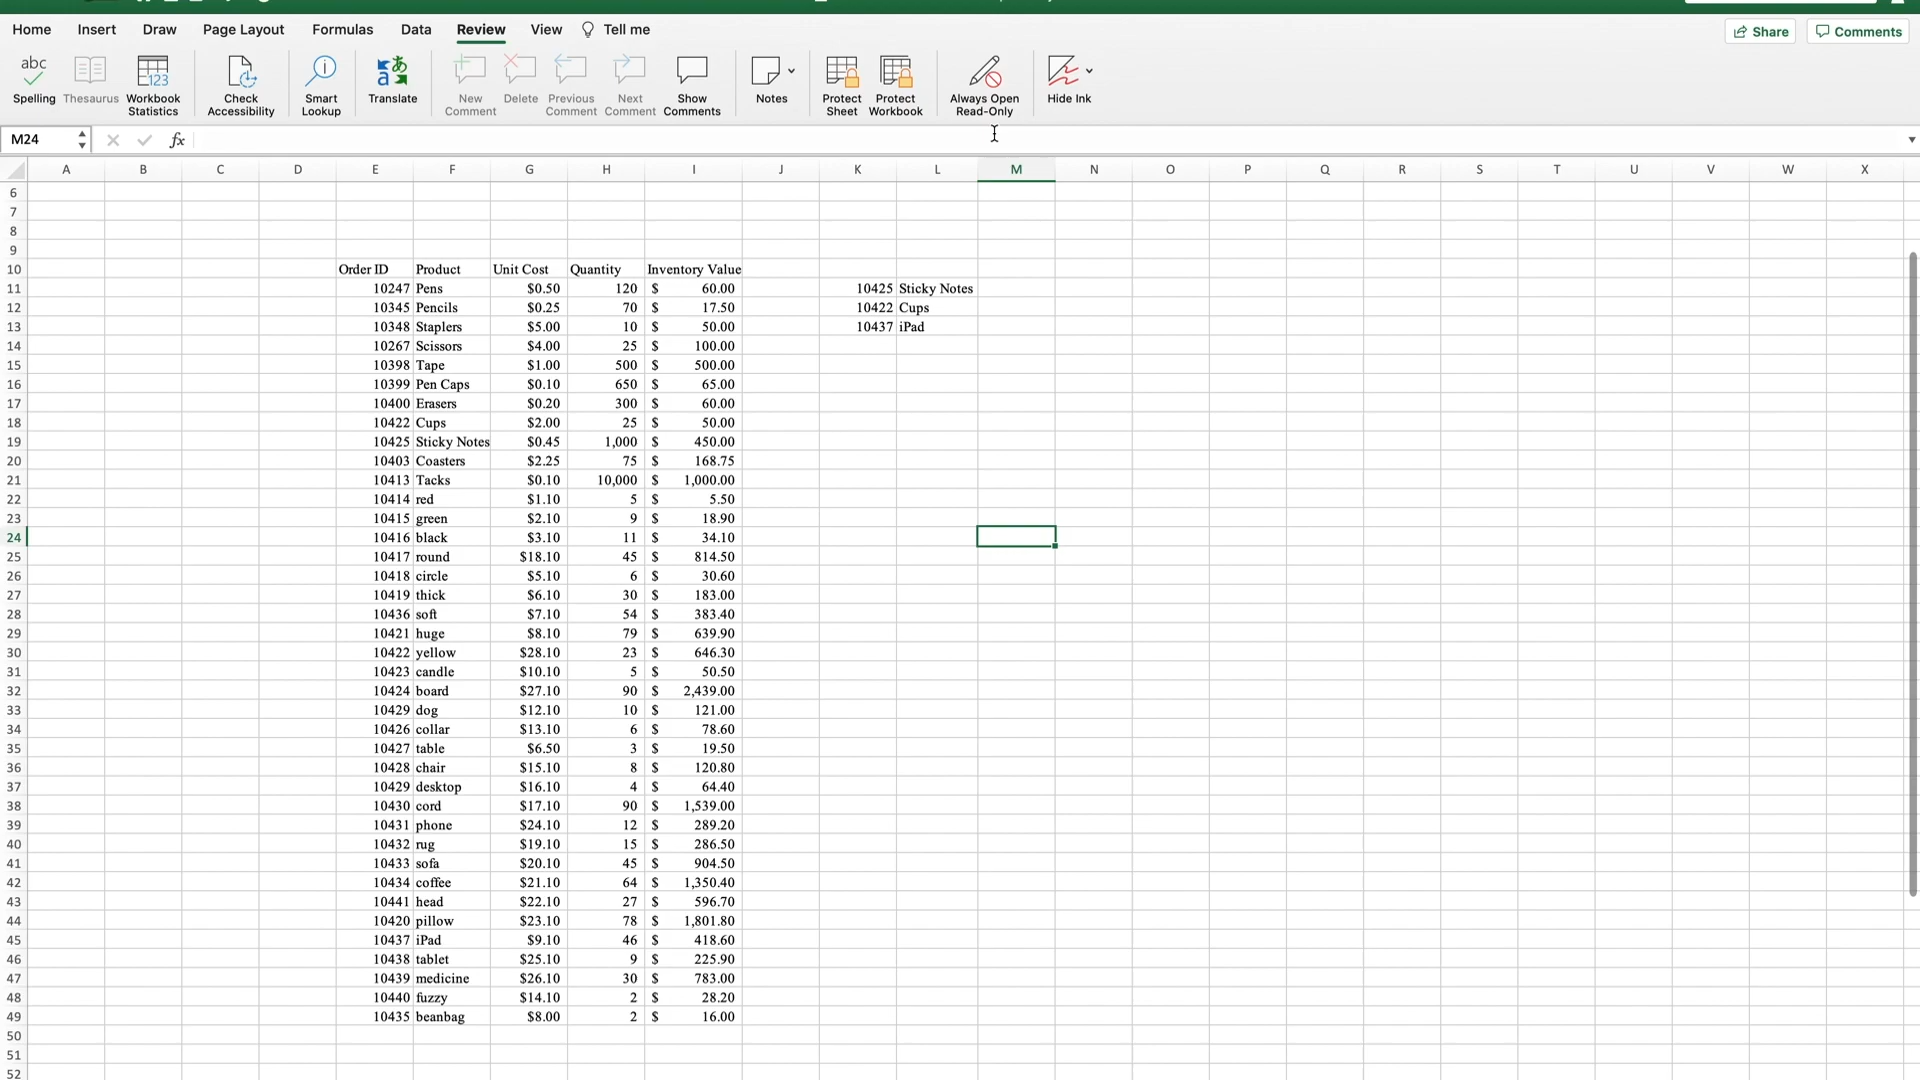 Home Insert Draw Page Layout Formulas Data Review View Tell me Share Comments
abc
Spelling Thesaurus Workbook Statistics Check Accessibility Smart Lookup Translate New Comment Delete Previous Comment Next Comment Show Comments Notes Protect Sheet Protect Workbook Always Open Read-Only Hide Ink
M24 fx
A B C D E F G H I J K L M N O P Q R S T U V W X
6
7
8
9
10 Order ID Product Unit Cost Quantity Inventory Value
11 10247 Pens $0.50 120 $ 60.00 10425 Sticky Notes
12 10345 Pencils $0.25 70 $ 17.50 10422 Cups
13 10348 Staplers $5.00 10 $ 50.00 10437 iPad
14 10267 Scissors $4.00 25 $ 100.00
15 10398 Tape $1.00 500 $ 500.00
16 10399 Pen Caps $0.10 650 $ 65.00
17 10400 Erasers $0.20 300 $ 60.00
18 10422 Cups $2.00 25 $ 50.00
19 10425 Sticky Notes $0.45 1,000 $ 450.00
20 10403 Coasters $2.25 75 $ 168.75
21 10413 Tacks $0.10 10,000 $ 1,000.00
22 10414 red $1.10 5 $ 5.50
23 10415 green $2.10 9 $ 18.90
24 10416 black $3.10 11 $ 34.10
25 10417 round $18.10 45 $ 814.50
26 10418 circle $5.10 6 $ 30.60
27 10419 thick $6.10 30 $ 183.00
28 10436 soft $7.10 54 $ 383.40
29 10421 huge $8.10 79 $ 639.90
30 10422 yellow $28.10 23 $ 646.30
31 10423 candle $10.10 5 $ 50.50
32 10424 board $27.10 90 $ 2,439.00
33 10429 dog $12.10 10 $ 121.00
34 10426 collar $13.10 6 $ 78.60
35 10427 table $6.50 3 $ 19.50
36 10428 chair $15.10 8 $ 120.80
37 10429 desktop $16.10 4 $ 64.40
38 10430 cord $17.10 90 $ 1,539.00
39 10431 phone $24.10 12 $ 289.20
40 10432 rug $19.10 15 $ 286.50
41 10433 sofa $20.10 45 $ 904.50
42 10434 coffee $21.10 64 $ 1,350.40
43 10441 head $22.10 27 $ 596.70
44 10420 pillow $23.10 78 $ 1,801.80
45 10437 iPad $9.10 46 $ 418.60
46 10438 tablet $25.10 9 $ 225.90
47 10439 medicine $26.10 30 $ 783.00
48 10440 fuzzy $14.10 2 $ 28.20
49 10435 beanbag $8.00 2 $ 16.00
50
51
52